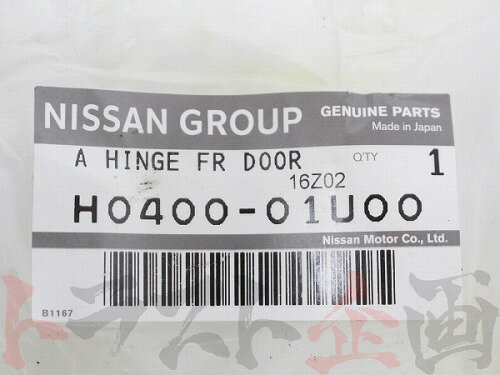 NISSAN GROUP
GENUINE PARTS
Made in Japan
A HINGE FR DOOR
QTY
1
16Z02
H0400-01U00
Nissan Motor Co., Ltd.
B1167
トラスト企画